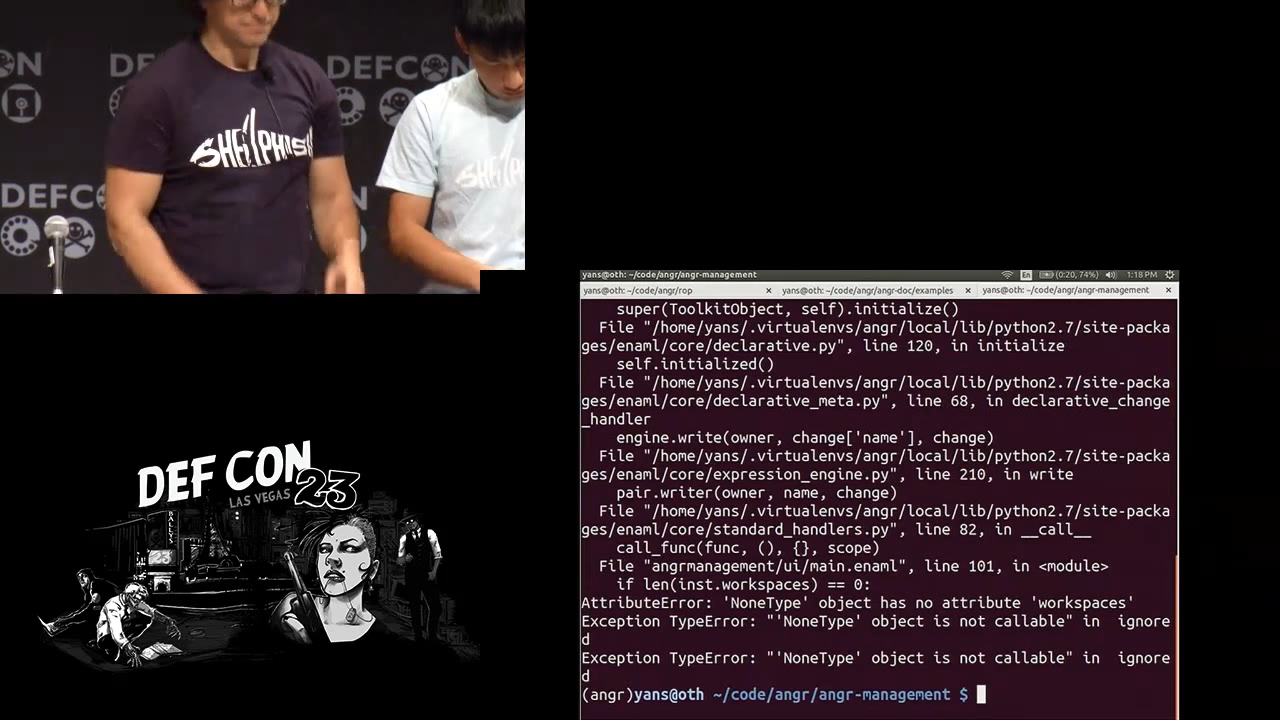 CN
DEF
DEFCON
SHELLPHISH
SHELLPH
DEFC
N
DEF CON
LAS VEGAS 23
BALLY'S
yans@oth: ~/code/angr/angr-management
En
(0:20, 74%)
1:18 PM
yans@oth: ~/code/angr/rop × yans@oth: ~/code/angr-doc/examples × yans@oth: ~/code/angr/angr-management ×
super(ToolkitObject, self).initialize()
File "/home/yans/.virtualenvs/angr/local/lib/python2.7/site-packa
ges/enaml/core/declarative.py", line 120, in initialize
self.initialized()
File "/home/yans/.virtualenvs/angr/local/lib/python2.7/site-packa
ges/enaml/core/declarative_meta.py", line 68, in declarative_change
_handler
engine.write(owner, change['name'], change)
File "/home/yans/.virtualenvs/angr/local/lib/python2.7/site-packa
ges/enaml/core/expression_engine.py", line 210, in write
pair.writer(owner, name, change)
File "/home/yans/.virtualenvs/angr/local/lib/python2.7/site-packa
ges/enaml/core/standard_handlers.py", line 82, in __call__
call_func(func, (), {}, scope)
File "angrmanagement/ui/main.enaml", line 101, in <module>
if len(inst.workspaces) == 0:
AttributeError: 'NoneType' object has no attribute 'workspaces'
Exception TypeError: "'NoneType' object is not callable" in  ignore
d
Exception TypeError: "'NoneType' object is not callable" in  ignore
d
(angr)yans@oth ~/code/angr/angr-management $